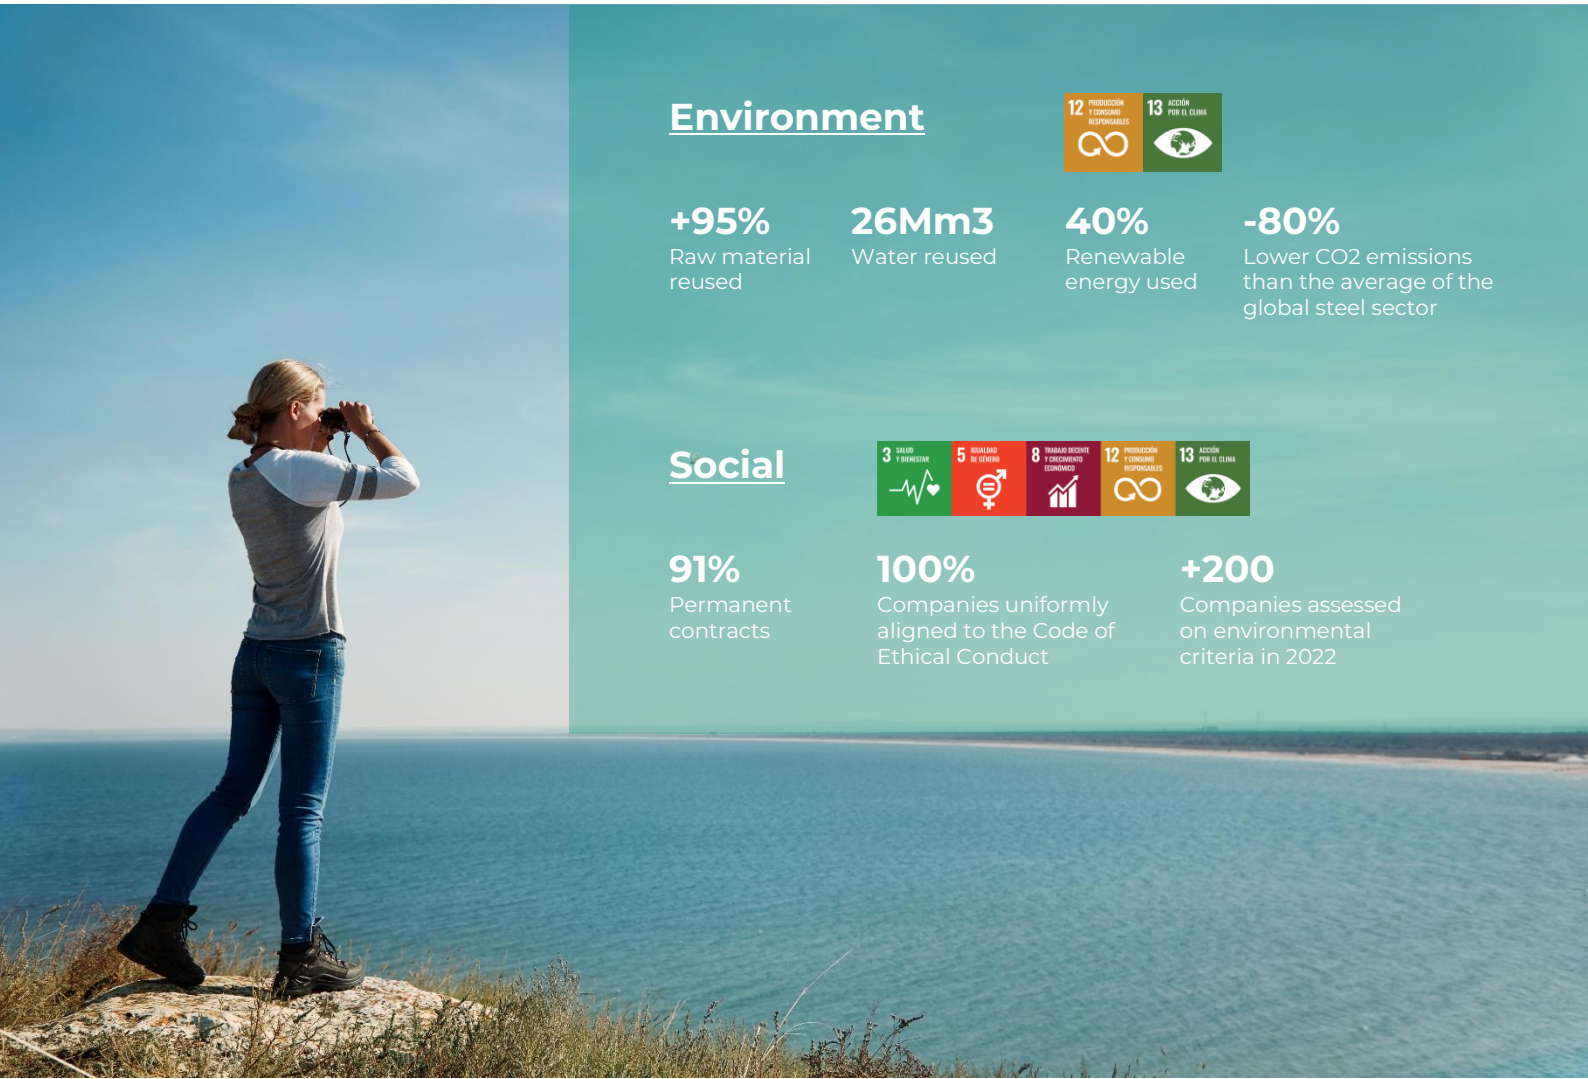 Environment
12 PRODUCCIÓN
Y CONSUMO
RESPONSABLES
13 ACCIÓN
POR EL CLIMA
+95%
Raw material
reused
26Mm3
Water reused
40%
Renewable
energy used
-80%
Lower CO2 emissions
than the average of the
global steel sector
Social
3 SALUD
Y BIENESTAR
5 IGUALDAD
DE GÉNERO
8 TRABAJO DECENTE
Y CRECIMIENTO
ECONÓMICO
12 PRODUCCIÓN
Y CONSUMO
RESPONSABLES
13 ACCIÓN
POR EL CLIMA
91%
Permanent
contracts
100%
Companies uniformly
aligned to the Code of
Ethical Conduct
+200
Companies assessed
on environmental
criteria in 2022